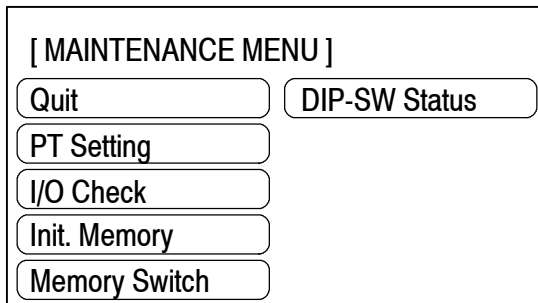 [ MAINTENANCE MENU ]
Quit DIP-SW Status
PT Setting
I/O Check
Init. Memory
Memory Switch